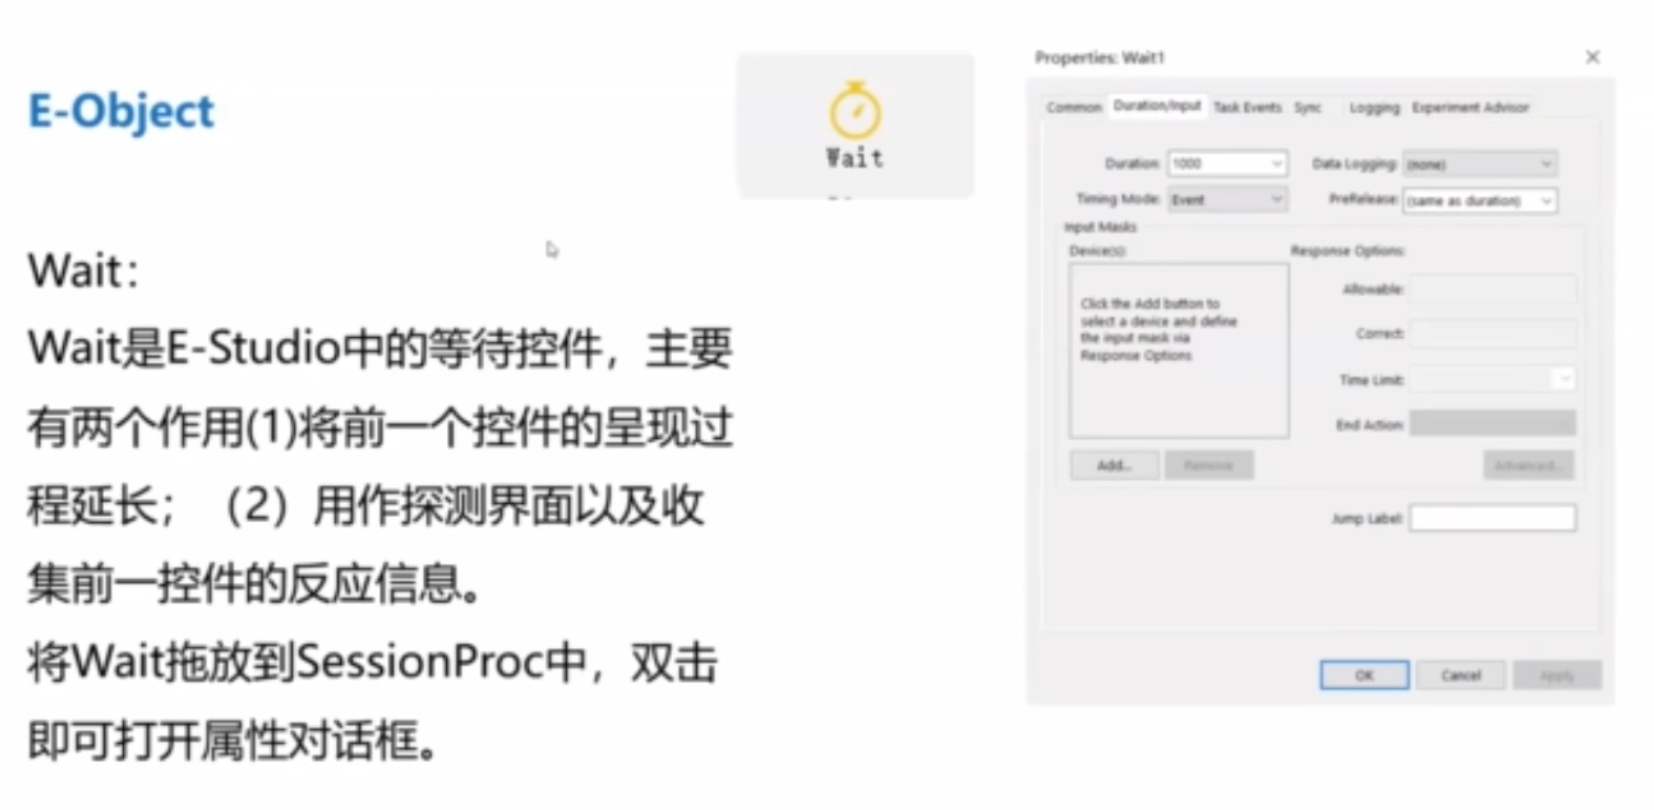 E-Object
Wait
Wait：
Wait是E-Studio中的等待控件，主要
有两个作用(1)将前一个控件的呈现过
程延长；（2）用作探测界面以及收
集前一控件的反应信息。
将Wait拖放到SessionProc中，双击
即可打开属性对话框。
Properties: Wait1
Common Duration/Input Task Events Sync Logging Experiment Advisor
Duration: 1000 Data Logging: (none)
Timing Mode: Event PreRelease: (same as duration)
Input Masks
Device(s): Response Options:
Click the Add button to
select a device and define
the input mask via
Response Options
Allowable:
Correct:
Time Limit:
End Action:
Add... Remove Advanced...
Jump Label:
OK Cancel Apply